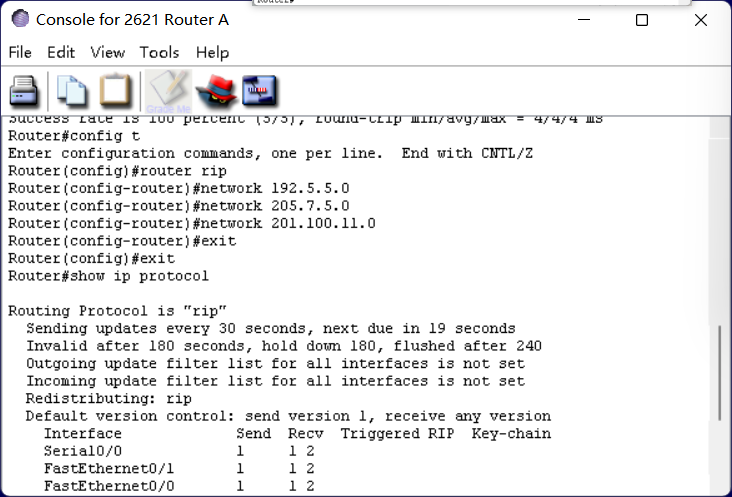 Router#
Console for 2621 Router A
File Edit View Tools Help
Grade Me
Success rate is 100 percent (5/5), round-trip min/avg/max = 4/4/4 ms
Router#config t
Enter configuration commands, one per line.  End with CNTL/Z
Router(config)#router rip
Router(config-router)#network 192.5.5.0
Router(config-router)#network 205.7.5.0
Router(config-router)#network 201.100.11.0
Router(config-router)#exit
Router(config)#exit
Router#show ip protocol
Routing Protocol is "rip"
  Sending updates every 30 seconds, next due in 19 seconds
  Invalid after 180 seconds, hold down 180, flushed after 240
  Outgoing update filter list for all interfaces is not set
  Incoming update filter list for all interfaces is not set
  Redistributing: rip
  Default version control: send version 1, receive any version
    Interface             Send  Recv  Triggered RIP  Key-chain
    Serial0/0             1     1 2
    FastEthernet0/1       1     1 2
    FastEthernet0/0       1     1 2